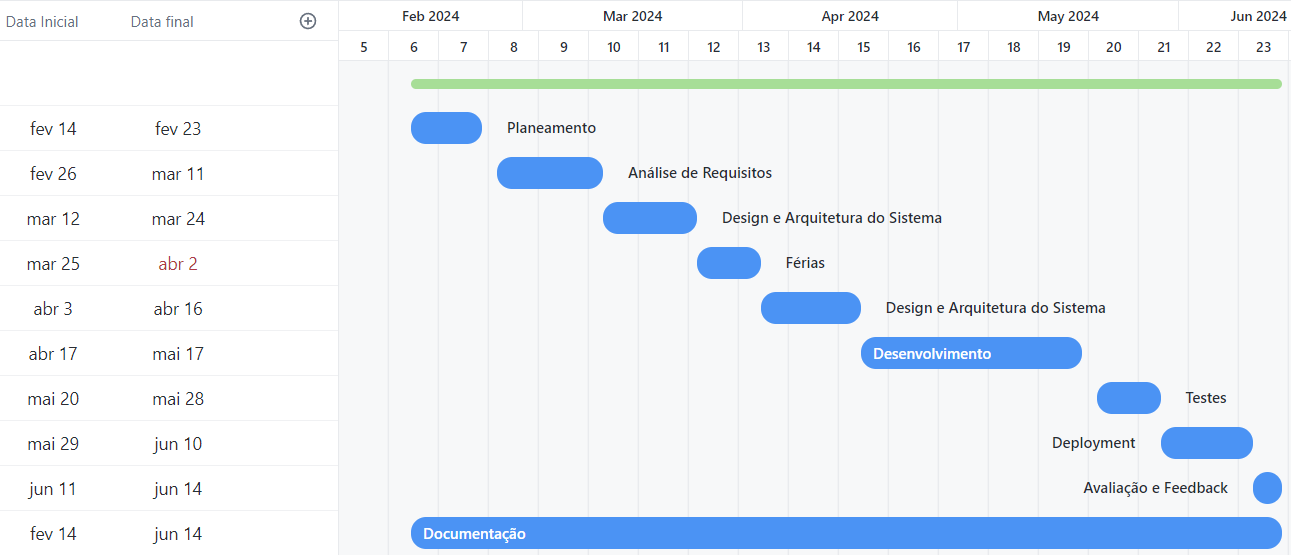 Data Inicial Data final Feb 2024 Mar 2024 Apr 2024 May 2024 Jun 2024
5 6 7 8 9 10 11 12 13 14 15 16 17 18 19 20 21 22 23
fev 14 fev 23 Planeamento
fev 26 mar 11 Análise de Requisitos
mar 12 mar 24 Design e Arquitetura do Sistema
mar 25 abr 2 Férias
abr 3 abr 16 Design e Arquitetura do Sistema
abr 17 mai 17 Desenvolvimento
mai 20 mai 28 Testes
mai 29 jun 10 Deployment
jun 11 jun 14 Avaliação e Feedback
fev 14 jun 14 Documentação